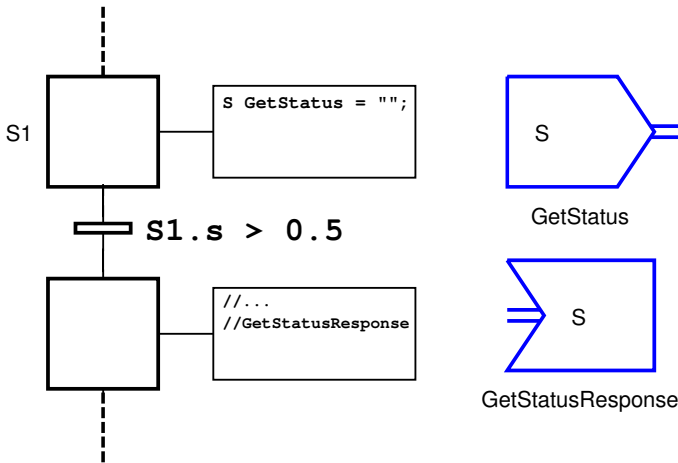 S GetStatus = "";
S1
S
GetStatus
S1.s > 0.5
//...
//GetStatusResponse
S
GetStatusResponse